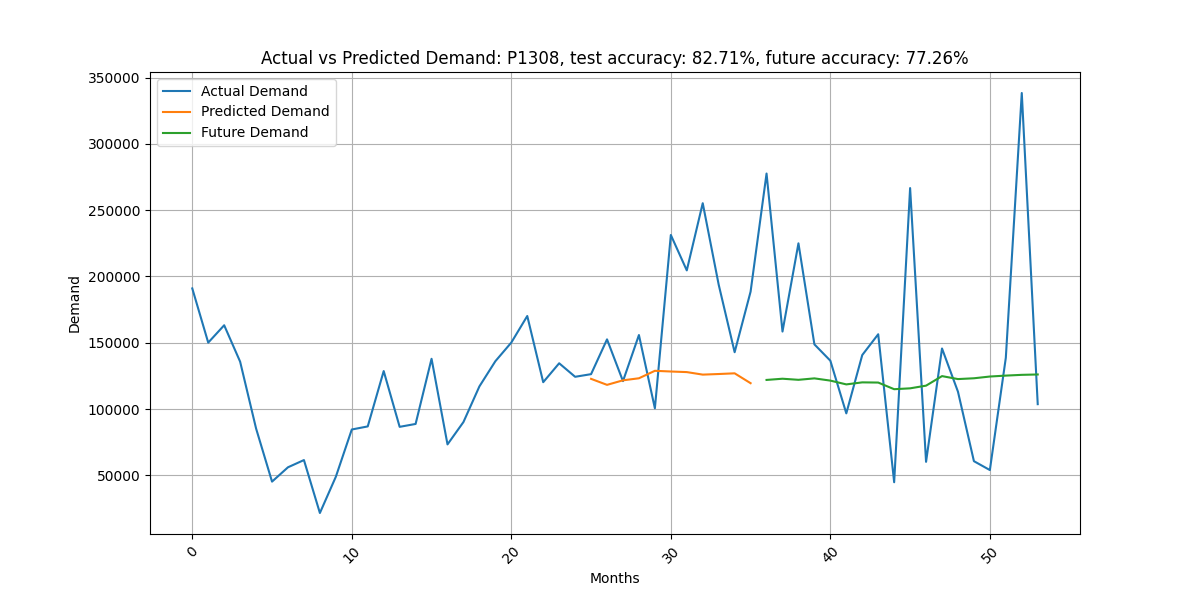 Actual vs Predicted Demand: P1308, test accuracy: 82.71%, future accuracy: 77.26%
Actual Demand
Predicted Demand
Future Demand
350000
300000
250000
200000
150000
100000
50000
Demand
0
10
20
30
40
50
Months